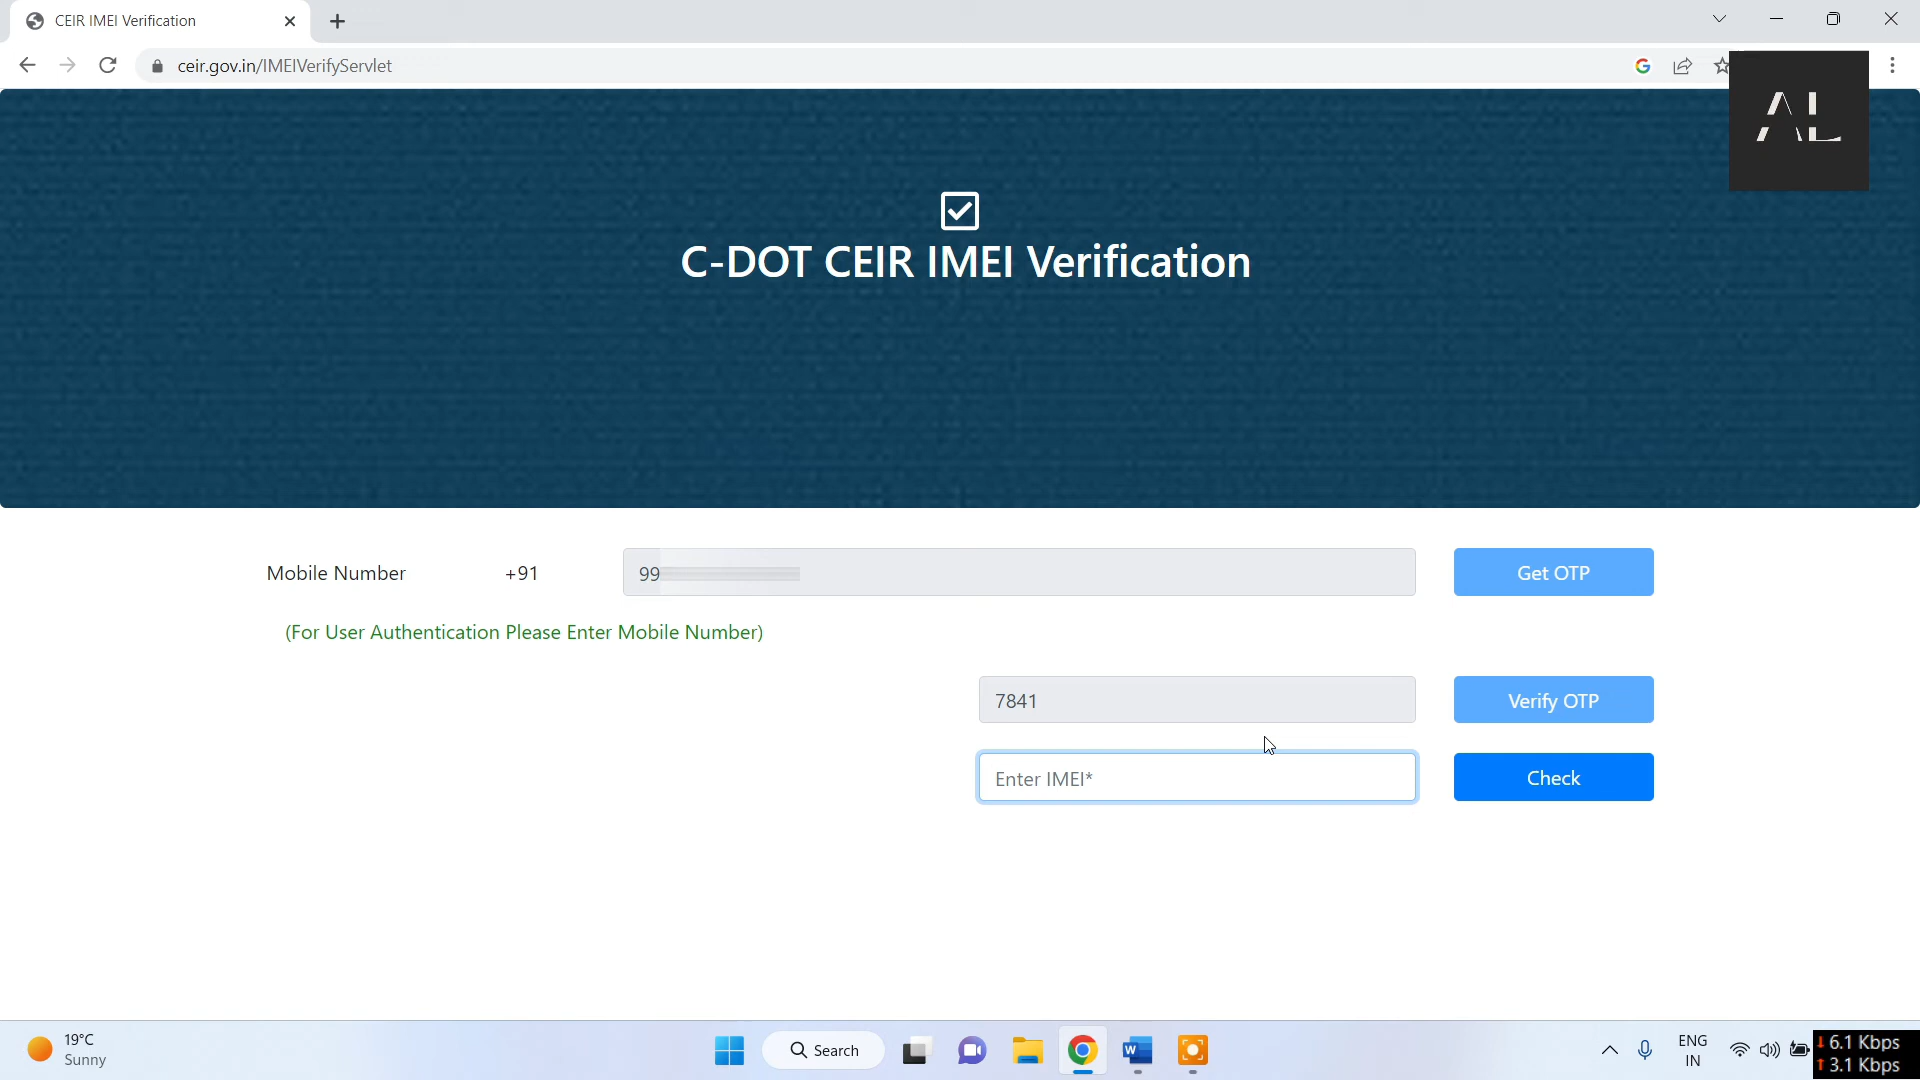 CEIR IMEI Verification
ceir.gov.in/IMEIVerifyServlet
AL
C-DOT CEIR IMEI Verification
Mobile Number +91 99 Get OTP
(For User Authentication Please Enter Mobile Number)
7841 Verify OTP
Enter IMEI* Check
19°C
Sunny
Search
ENG
IN
6.1 Kbps
3.1 Kbps